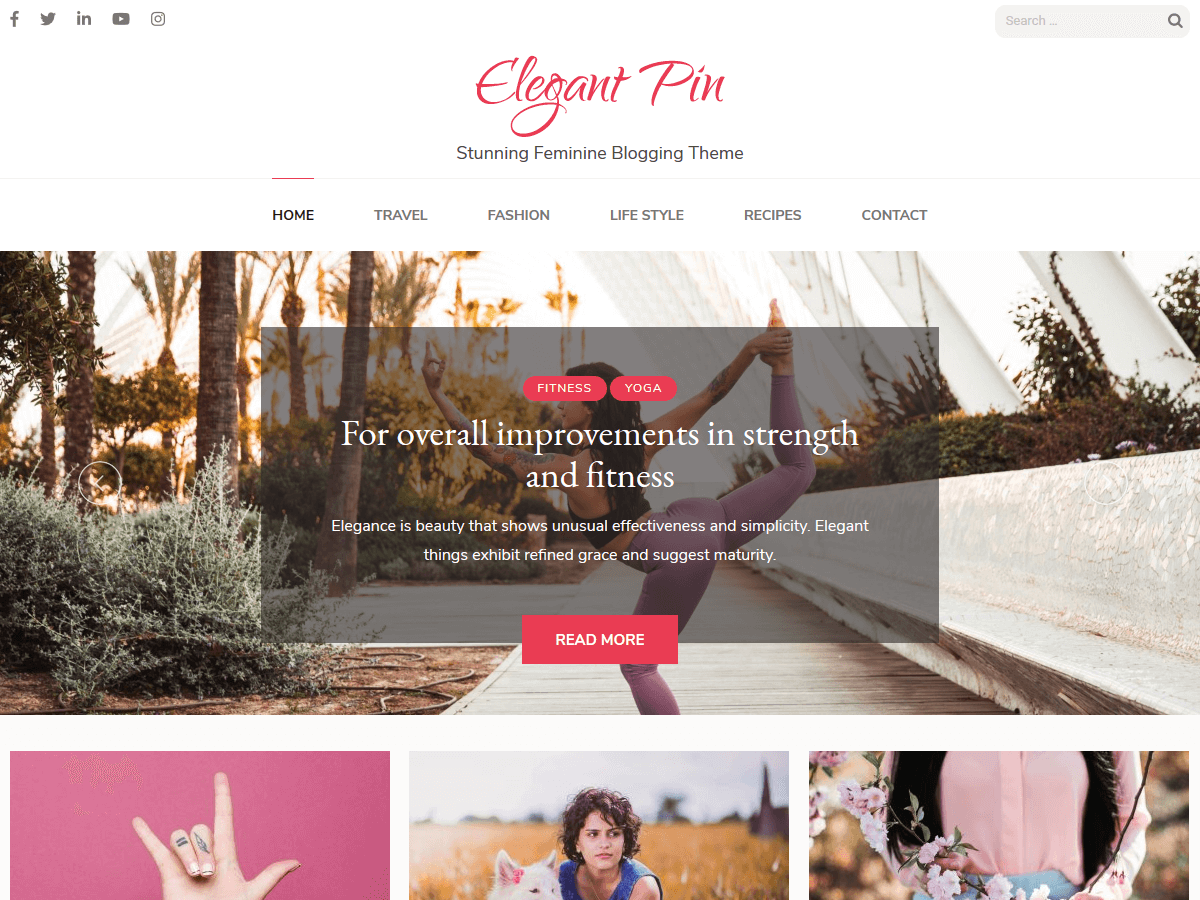 Search ...
Elegant Pin
Stunning Feminine Blogging Theme
HOME TRAVEL FASHION LIFE STYLE RECIPES CONTACT
FITNESS YOGA
For overall improvements in strength
and fitness
Elegance is beauty that shows unusual effectiveness and simplicity. Elegant
things exhibit refined grace and suggest maturity.
READ MORE